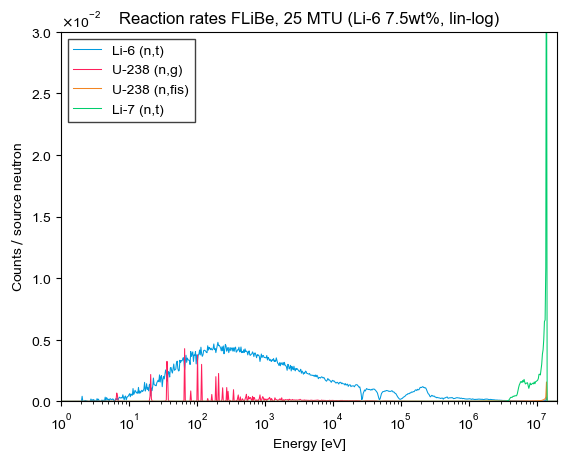 Reaction rates FLiBe, 25 MTU (Li-6 7.5wt%, lin-log)
×10⁻²
3.0
2.5
2.0
1.5
1.0
0.5
0.0
Counts / source neutron
Li-6 (n,t)
U-238 (n,g)
U-238 (n,fis)
Li-7 (n,t)
10⁰ 10¹ 10² 10³ 10⁴ 10⁵ 10⁶ 10⁷
Energy [eV]